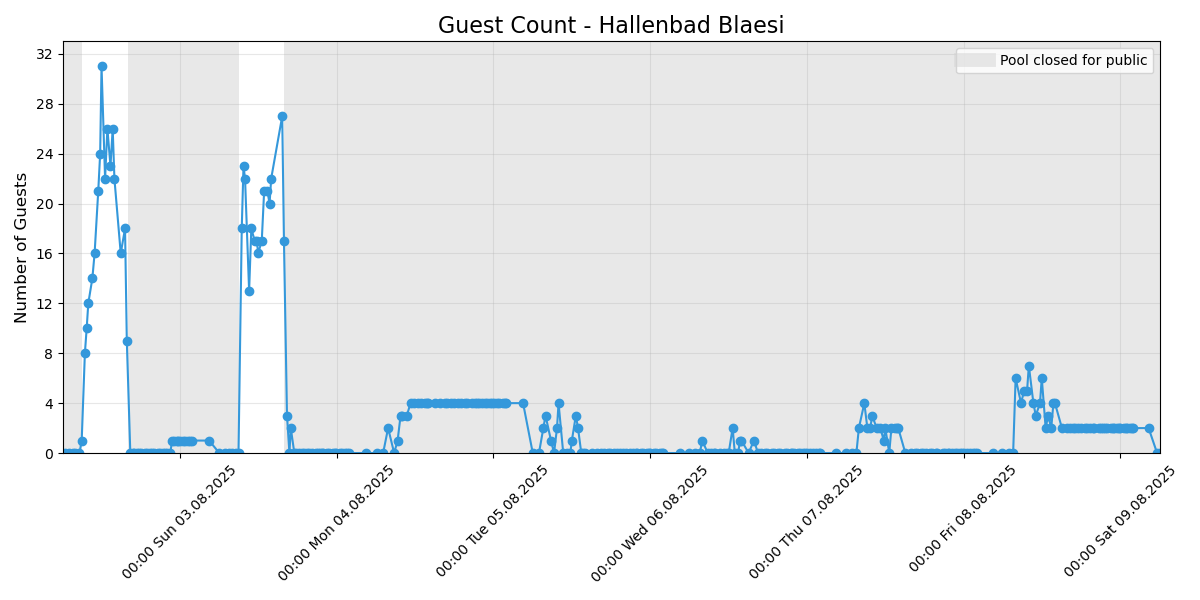 Guest Count - Hallenbad Blaesi
Pool closed for public
Number of Guests
32
28
24
20
16
12
8
4
0
00:00 Sun 03.08.2025
00:00 Mon 04.08.2025
00:00 Tue 05.08.2025
00:00 Wed 06.08.2025
00:00 Thu 07.08.2025
00:00 Fri 08.08.2025
00:00 Sat 09.08.2025